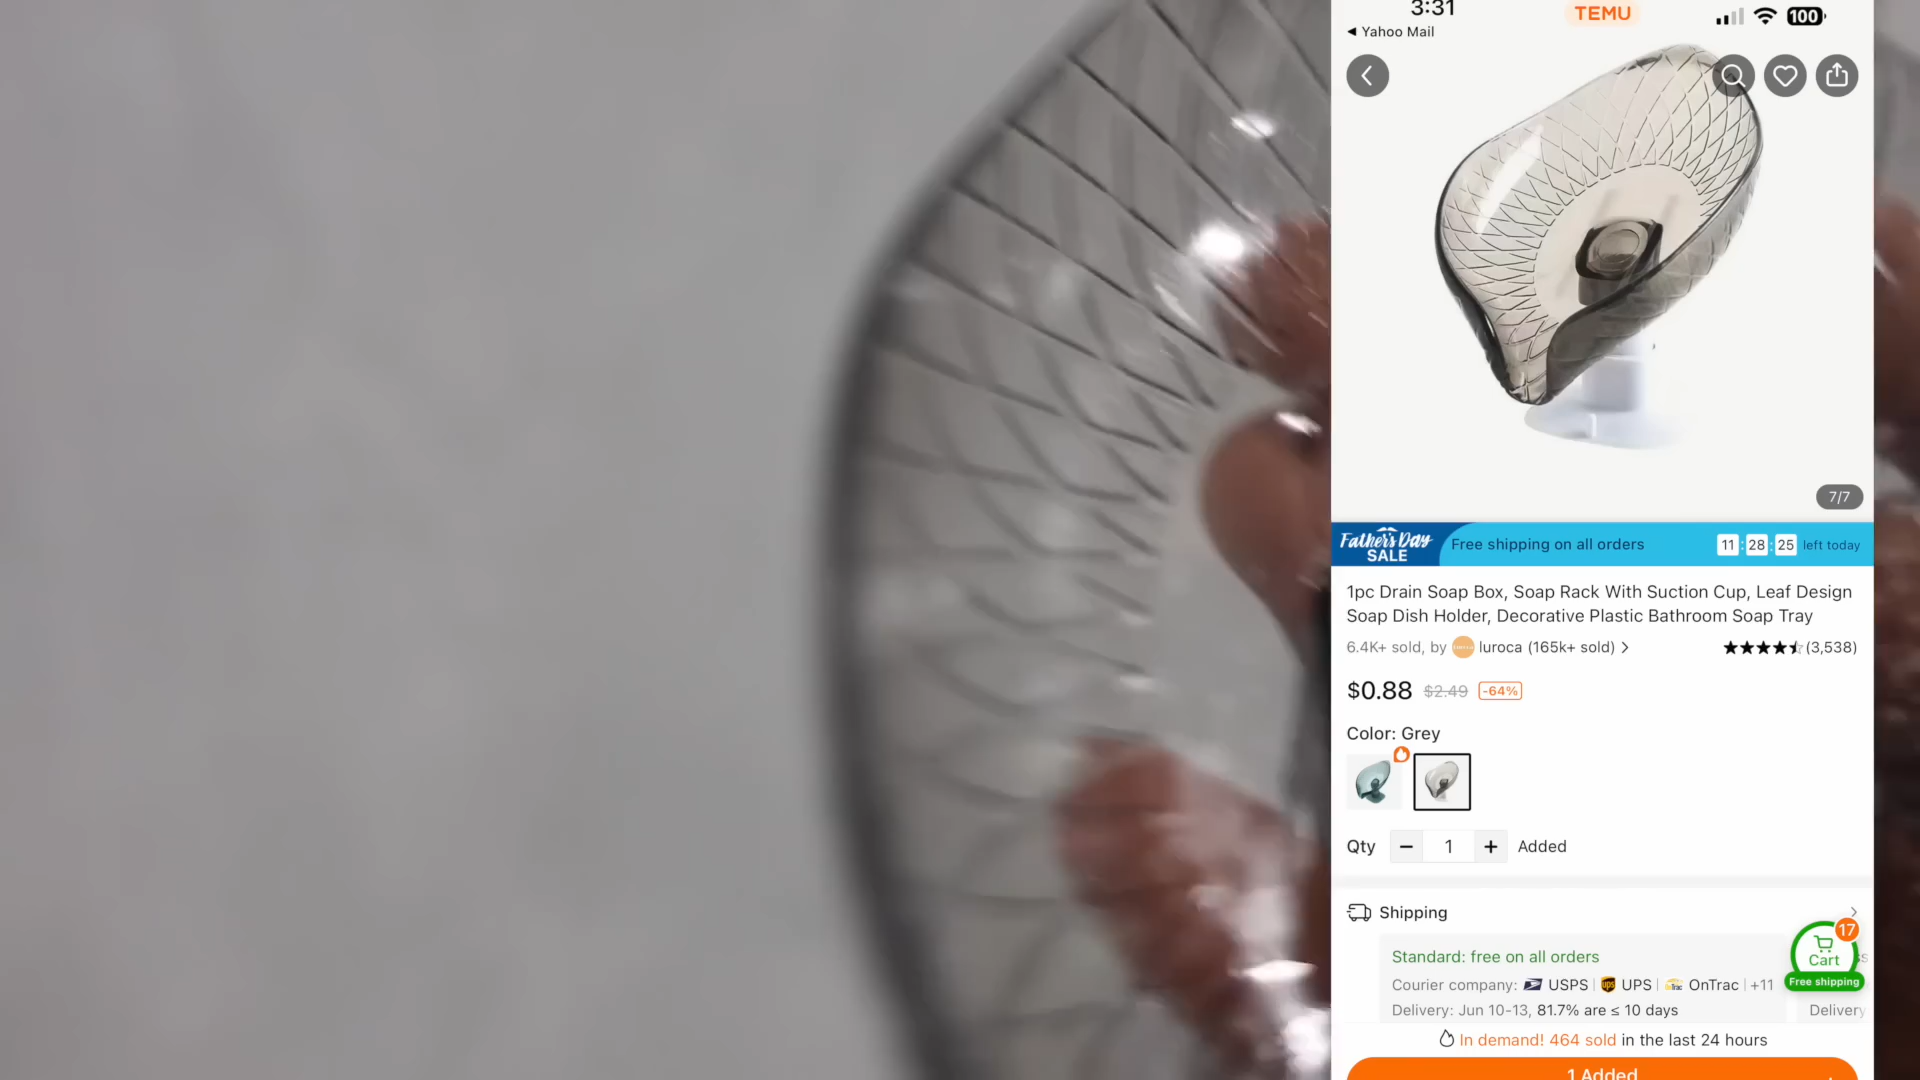 3:31
TEMU
100
◀ Yahoo Mail
7/7
Father's Day
SALE
Free shipping on all orders
11 : 28 : 25 left today
1pc Drain Soap Box, Soap Rack With Suction Cup, Leaf Design
Soap Dish Holder, Decorative Plastic Bathroom Soap Tray
6.4K+ sold, by luroca (165k+ sold) >
★★★★⯨ (3,538)
$0.88 $2.49 -64%
Color: Grey
Qty − 1 + Added
Shipping
17
Cart
Free shipping
Standard: free on all orders
Courier company: USPS | UPS | OnTrac | +11
Delivery: Jun 10-13, 81.7% are ≤ 10 days
Delivery
In demand! 464 sold in the last 24 hours
1 Added